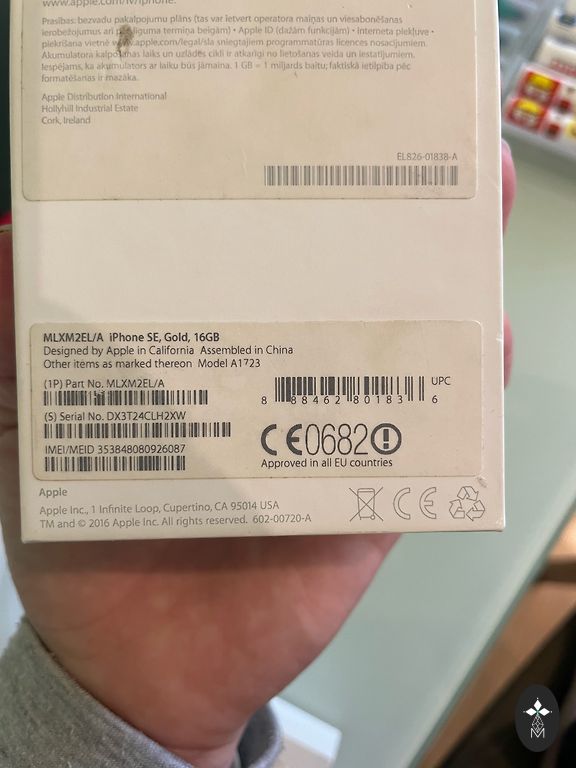 www.apple.com/lv/iphone.
Prasības: bezvadu pakalpojumu plāns (tas var ietvert operatora maiņas un viesabonēšanas
ierobežojumus arī pēc līguma termiņa beigām) • Apple ID (dažām funkcijām) • interneta piekļuve •
piekrišana vietnē www.apple.com/legal/sla sniegtajiem programmatūras licences nosacījumiem.
Akumulatora kalpošanas laiks un uzlādes cikli ir atkarīgi no lietošanas veida un iestatījumiem.
Iespējams, ka akumulators ar laiku būs jāmaina. 1 GB = 1 miljards baitu; faktiskā ietilpība pēc
formatēšanas ir mazāka.
Apple Distribution International
Hollyhill Industrial Estate
Cork, Ireland
EL826-01838-A
MLXM2EL/A iPhone SE, Gold, 16GB
Designed by Apple in California Assembled in China
Other items as marked thereon Model A1723
(1P) Part No. MLXM2EL/A
UPC
8 88462 80183 6
(S) Serial No. DX3T24CLH2XW
CE0682
IMEI/MEID 353848080926087
Approved in all EU countries
Apple
Apple Inc., 1 Infinite Loop, Cupertino, CA 95014 USA
TM and © 2016 Apple Inc. All rights reserved. 602-00720-A
CE
M